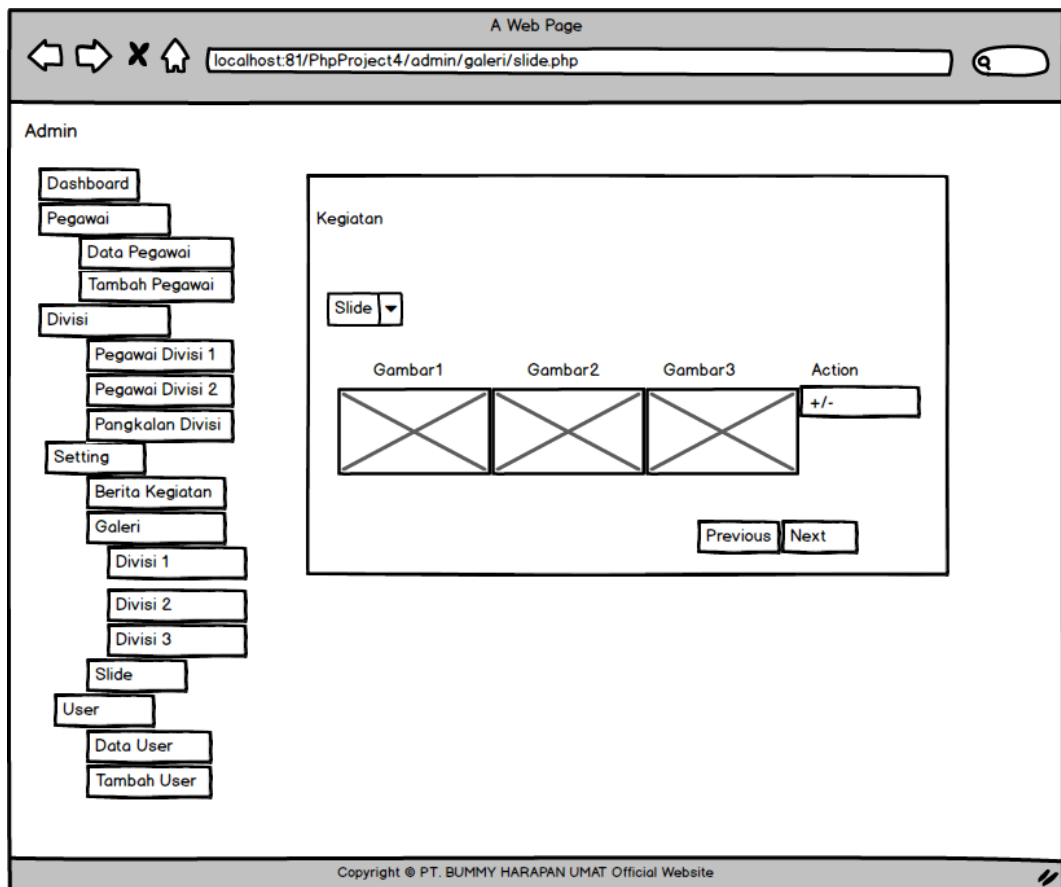 A Web Page
localhost:81/PhpProject4/admin/galeri/slide.php
Admin
Dashboard
Pegawai
Data Pegawai
Tambah Pegawai
Divisi
Pegawai Divisi 1
Pegawai Divisi 2
Pangkalan Divisi
Setting
Berita Kegiatan
Galeri
Divisi 1
Divisi 2
Divisi 3
Slide
User
Data User
Tambah User
Kegiatan
Slide
Gambar1 Gambar2 Gambar3 Action
+/-
Previous Next
Copyright © PT. BUMMY HARAPAN UMAT Official Website